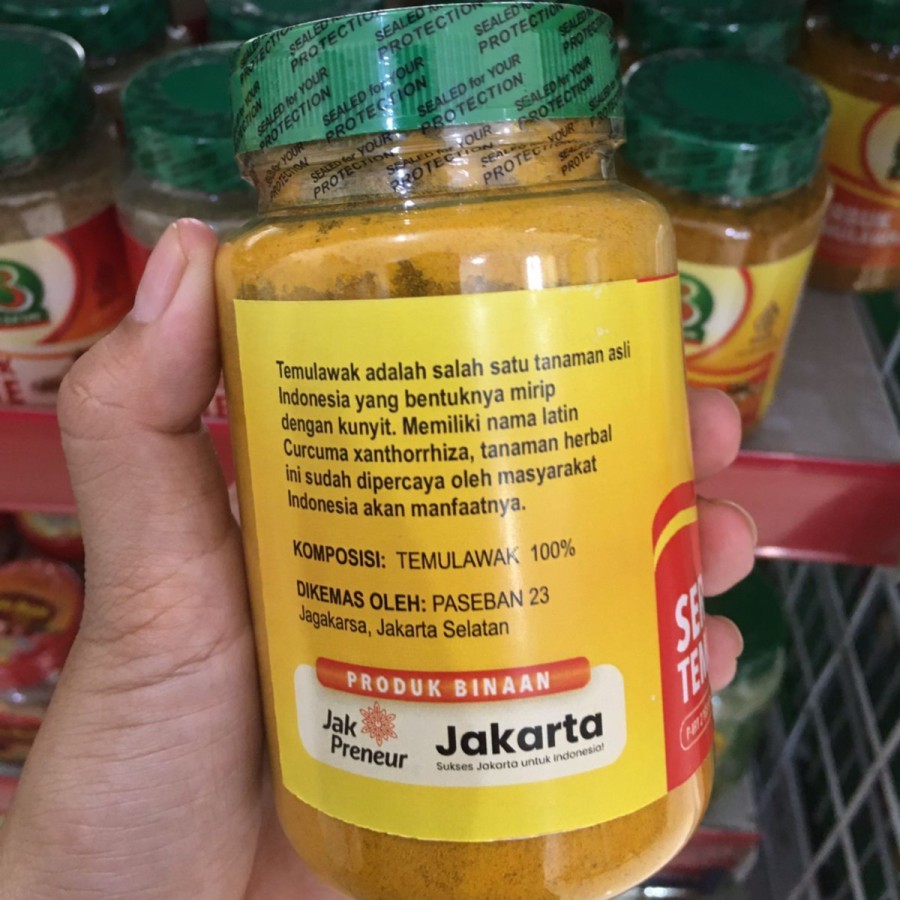 SEALED for YOUR PROTECTION
Temulawak adalah salah satu tanaman asli
Indonesia yang bentuknya mirip
dengan kunyit. Memiliki nama latin
Curcuma xanthorrhiza, tanaman herbal
ini sudah dipercaya oleh masyarakat
Indonesia akan manfaatnya.
KOMPOSISI: TEMULAWAK 100%
DIKEMAS OLEH: PASEBAN 23
Jagakarsa, Jakarta Selatan
PRODUK BINAAN
Jak
Preneur
Jakarta
Sukses Jakarta untuk Indonesia!